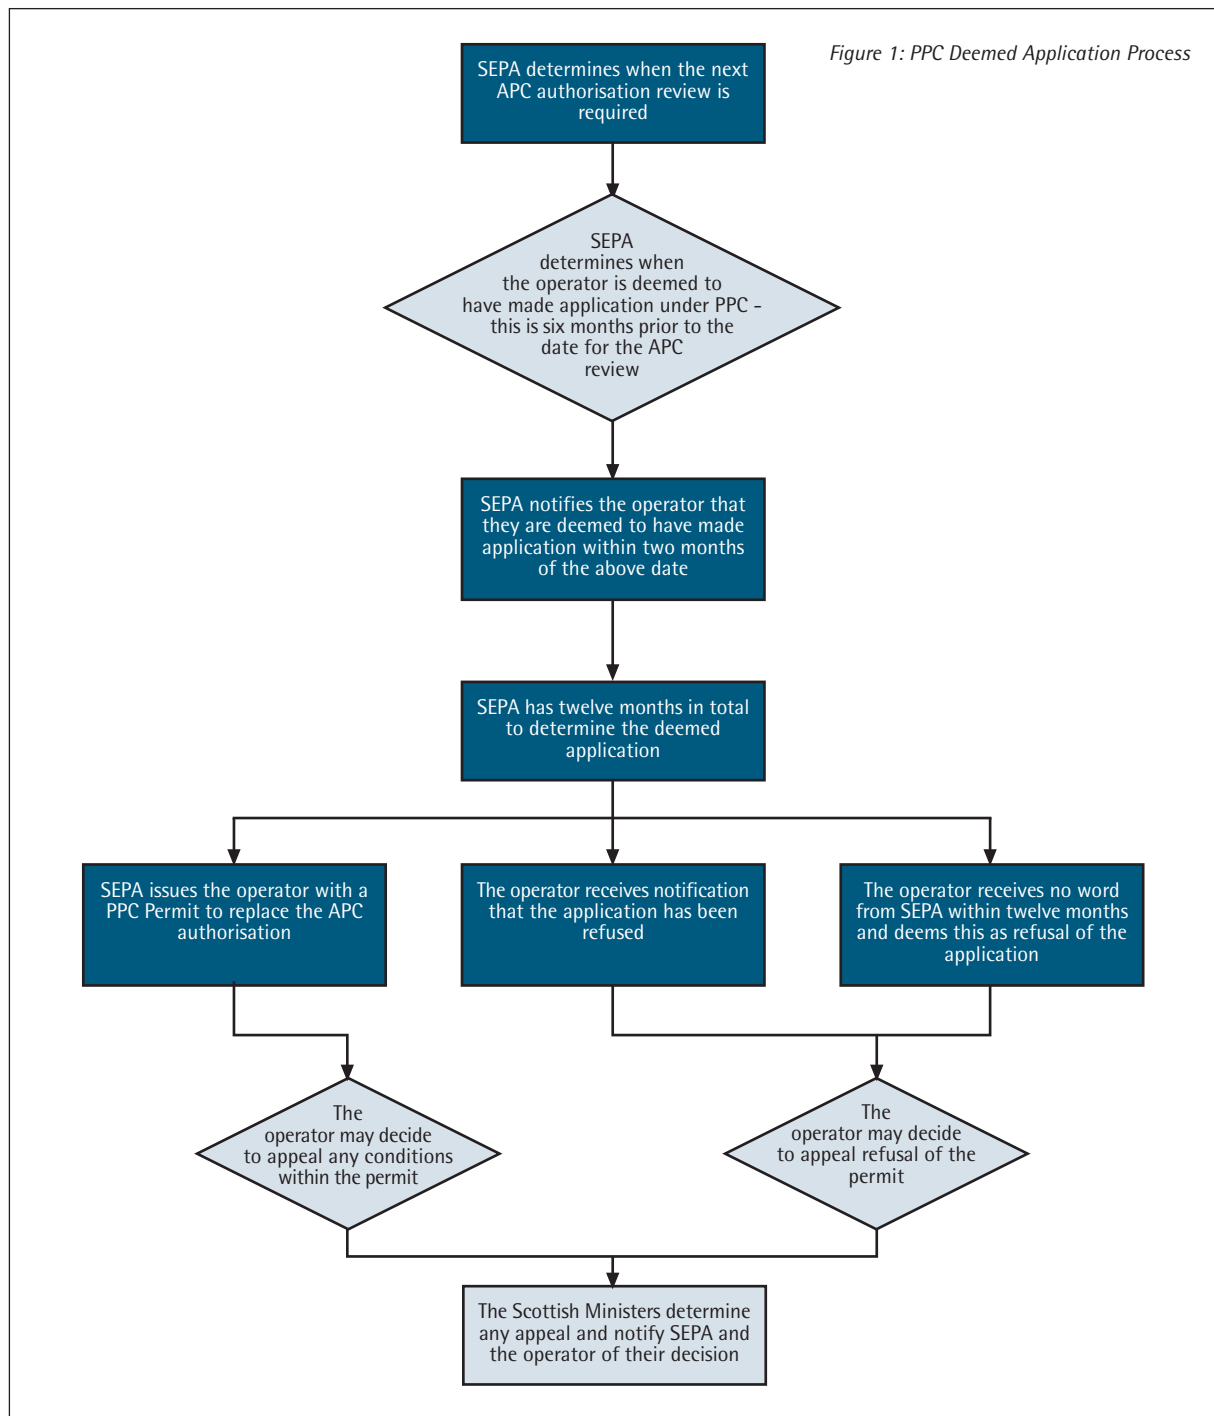 Figure 1: PPC Deemed Application Process
SEPA determines when the next
APC authorisation review is
required
SEPA
determines when
the operator is deemed to
have made application under PPC -
this is six months prior to the
date for the APC
review
SEPA notifies the operator that
they are deemed to have made
application within two months
of the above date
SEPA has twelve months in total
to determine the deemed
application
SEPA issues the operator with a
PPC Permit to replace the APC
authorisation
The operator receives notification
that the application has been
refused
The operator receives no word
from SEPA within twelve months
and deems this as refusal of the
application
The
operator may decide
to appeal any conditions
within the permit
The
operator may decide
to appeal refusal of the
permit
The Scottish Ministers determine
any appeal and notify SEPA and
the operator of their decision